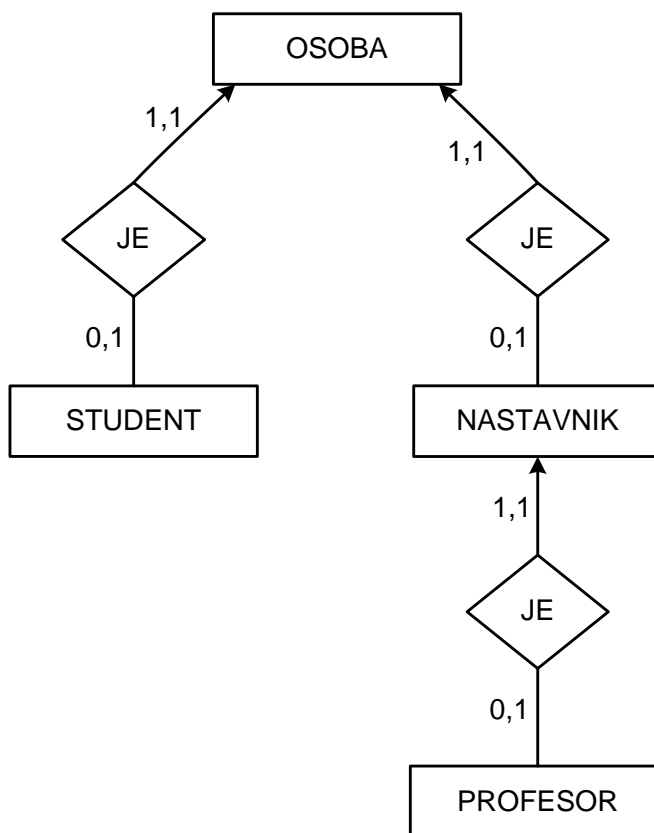 OSOBA
1,1
1,1
JE
JE
0,1
0,1
STUDENT
NASTAVNIK
1,1
JE
0,1
PROFESOR